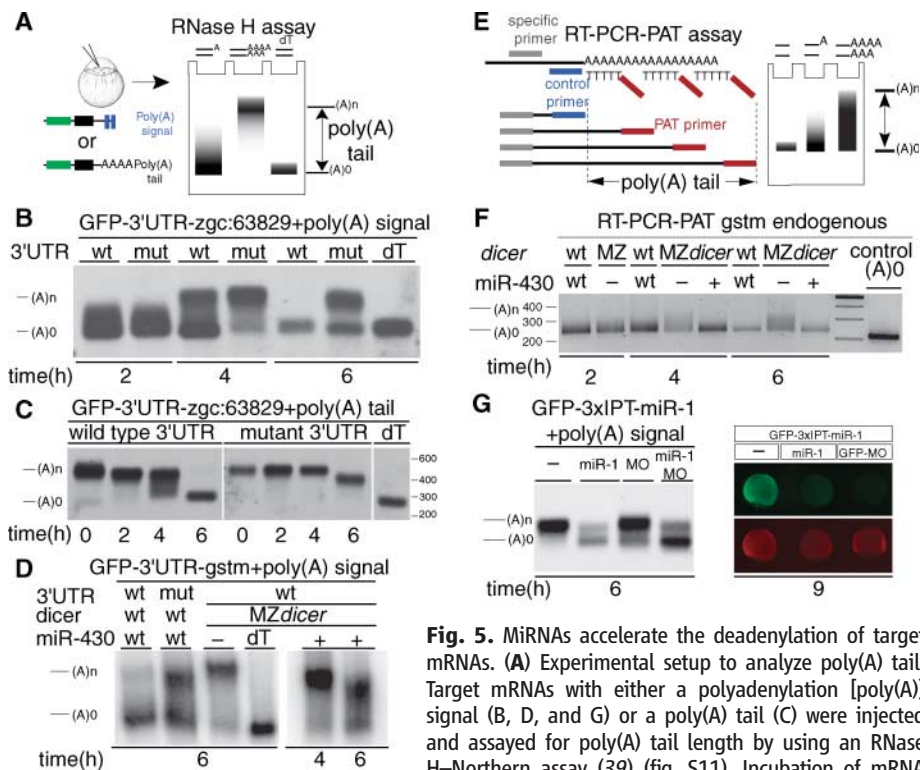 A
RNase H assay
A AAAA AAA dT
Poly(A) signal
or
AAAA Poly(A) tail
(A)n
poly(A) tail
(A)0
B
GFP-3'UTR-zgc:63829+poly(A) signal
3'UTR wt mut wt mut wt mut dT
(A)n
(A)0
time(h) 2 4 6
C
GFP-3'UTR-zgc:63829+poly(A) tail
wild type 3'UTR mutant 3'UTR dT
(A)n
(A)0
600
400
300
200
time(h) 0 2 4 6 0 2 4 6
D
GFP-3'UTR-gstm+poly(A) signal
3'UTR wt mut wt
dicer wt wt MZdicer
miR-430 wt wt – dT + +
(A)n
(A)0
time(h) 6 4 6
E
specific primer
RT-PCR-PAT assay
AAAAAAAAAAAAAAAAA
TTTTT TTTTT TTTTT
control primer
PAT primer
poly(A) tail
A AAAA AAA
(A)n
(A)0
F
RT-PCR-PAT gstm endogenous
dicer wt MZ wt MZdicer wt MZdicer control
miR-430 wt – wt – + wt – + (A)0
(A)n
(A)0
400
300
200
time(h) 2 4 6
G
GFP-3xIPT-miR-1
+poly(A) signal
– miR-1 MO miR-1 MO
(A)n
(A)0
time(h) 6
GFP-3xIPT-miR-1
– miR-1 GFP-MO
9
Fig. 5. MiRNAs accelerate the deadenylation of target
mRNAs. (A) Experimental setup to analyze poly(A) tail
Target mRNAs with either a polyadenylation [poly(A)]
signal (B, D, and G) or a poly(A) tail (C) were injected
and assayed for poly(A) tail length by using an RNase
H–Northern assay (39) (fig. S11). Incubation of mRNA